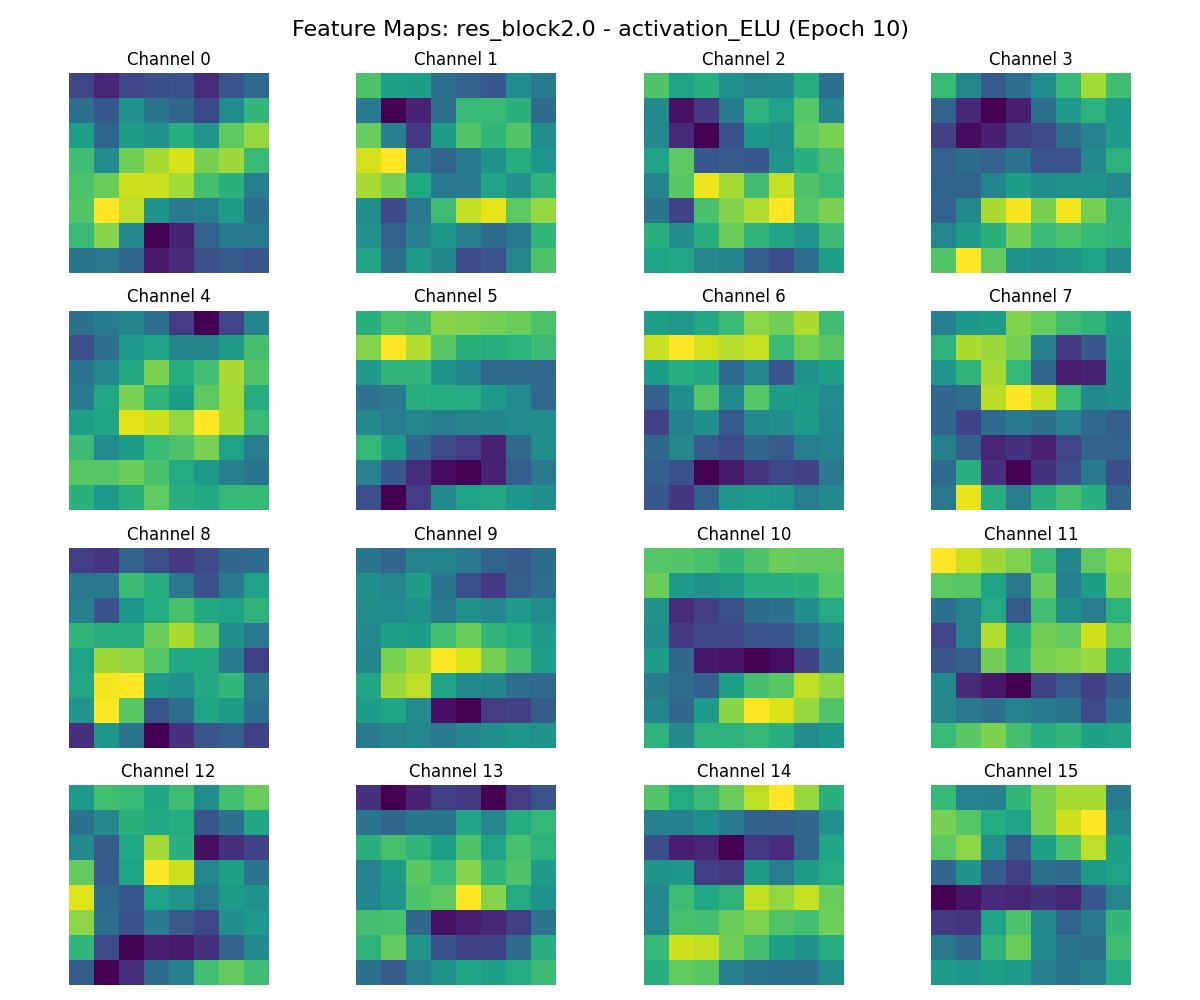 Feature Maps: res_block2.0 - activation_ELU (Epoch 10)
Channel 0
Channel 1
Channel 2
Channel 3
Channel 4
Channel 5
Channel 6
Channel 7
Channel 8
Channel 9
Channel 10
Channel 11
Channel 12
Channel 13
Channel 14
Channel 15